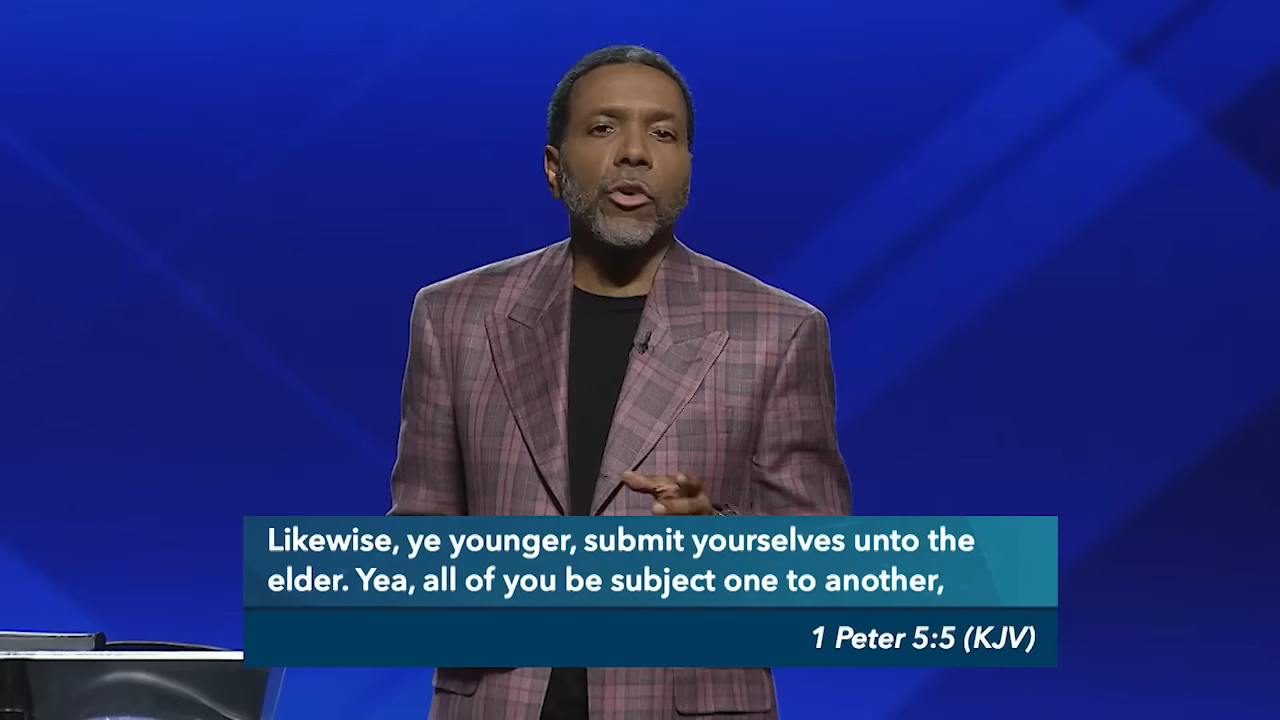 Likewise, ye younger, submit yourselves unto the
elder. Yea, all of you be subject one to another,
1 Peter 5:5 (KJV)